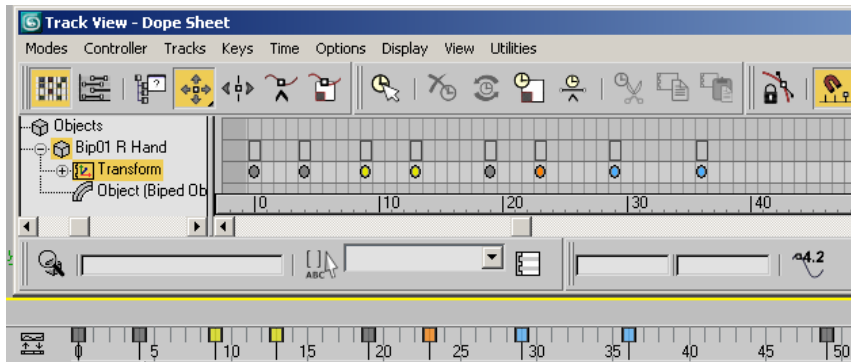 Track View - Dope Sheet
Modes Controller Tracks Keys Time Options Display View Utilities
Objects
Bip01 R Hand
Transform
Object (Biped Ob
0 10 20 30 40
ABC
4.2
0 5 10 15 20 25 30 35 40 45 50